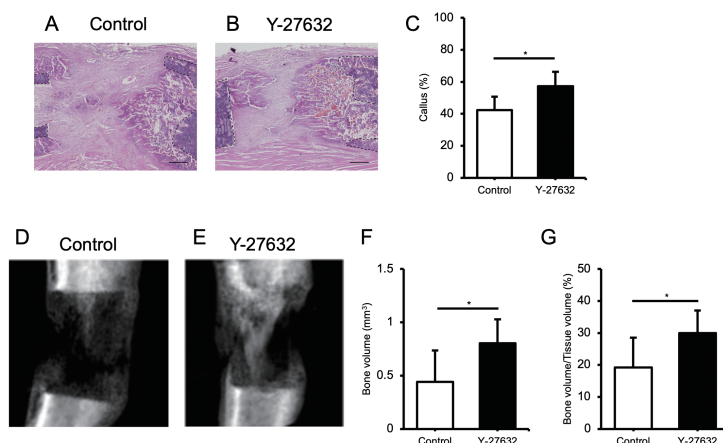 A Control
B Y-27632
C
Callus (%)
100
80
60
40
20
0
*
Control Y-27632
D Control
E Y-27632
F
Bone volume (mm³)
1.5
1
0.5
0
*
Control Y-27632
G
Bone volume/Tissue volume (%)
50
40
30
20
10
0
*
Control Y-27632